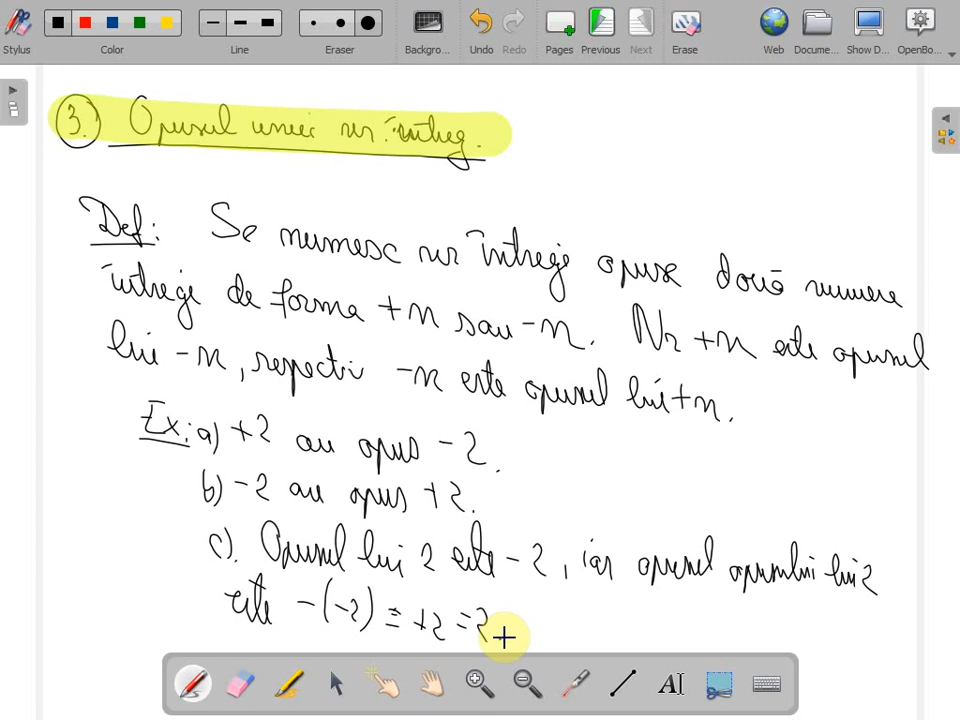 Stylus Color Line Eraser Backgro... Undo Redo Pages Previous Next Erase Web Docume... Show D... OpenBo...
3. Opusul unui nr întreg.
Def: Se numesc nr întregi opuse două numere
întregi de forma +n sau -n. Nr +n este opusul
lui -n, respectiv -n este opusul lui +n.
Ex: a) +2 au opus -2.
b) -2 au opus +2.
c). Opusul lui 2 este -2, iar opusul opusului lui 2
este -(-2) = +2 = 2